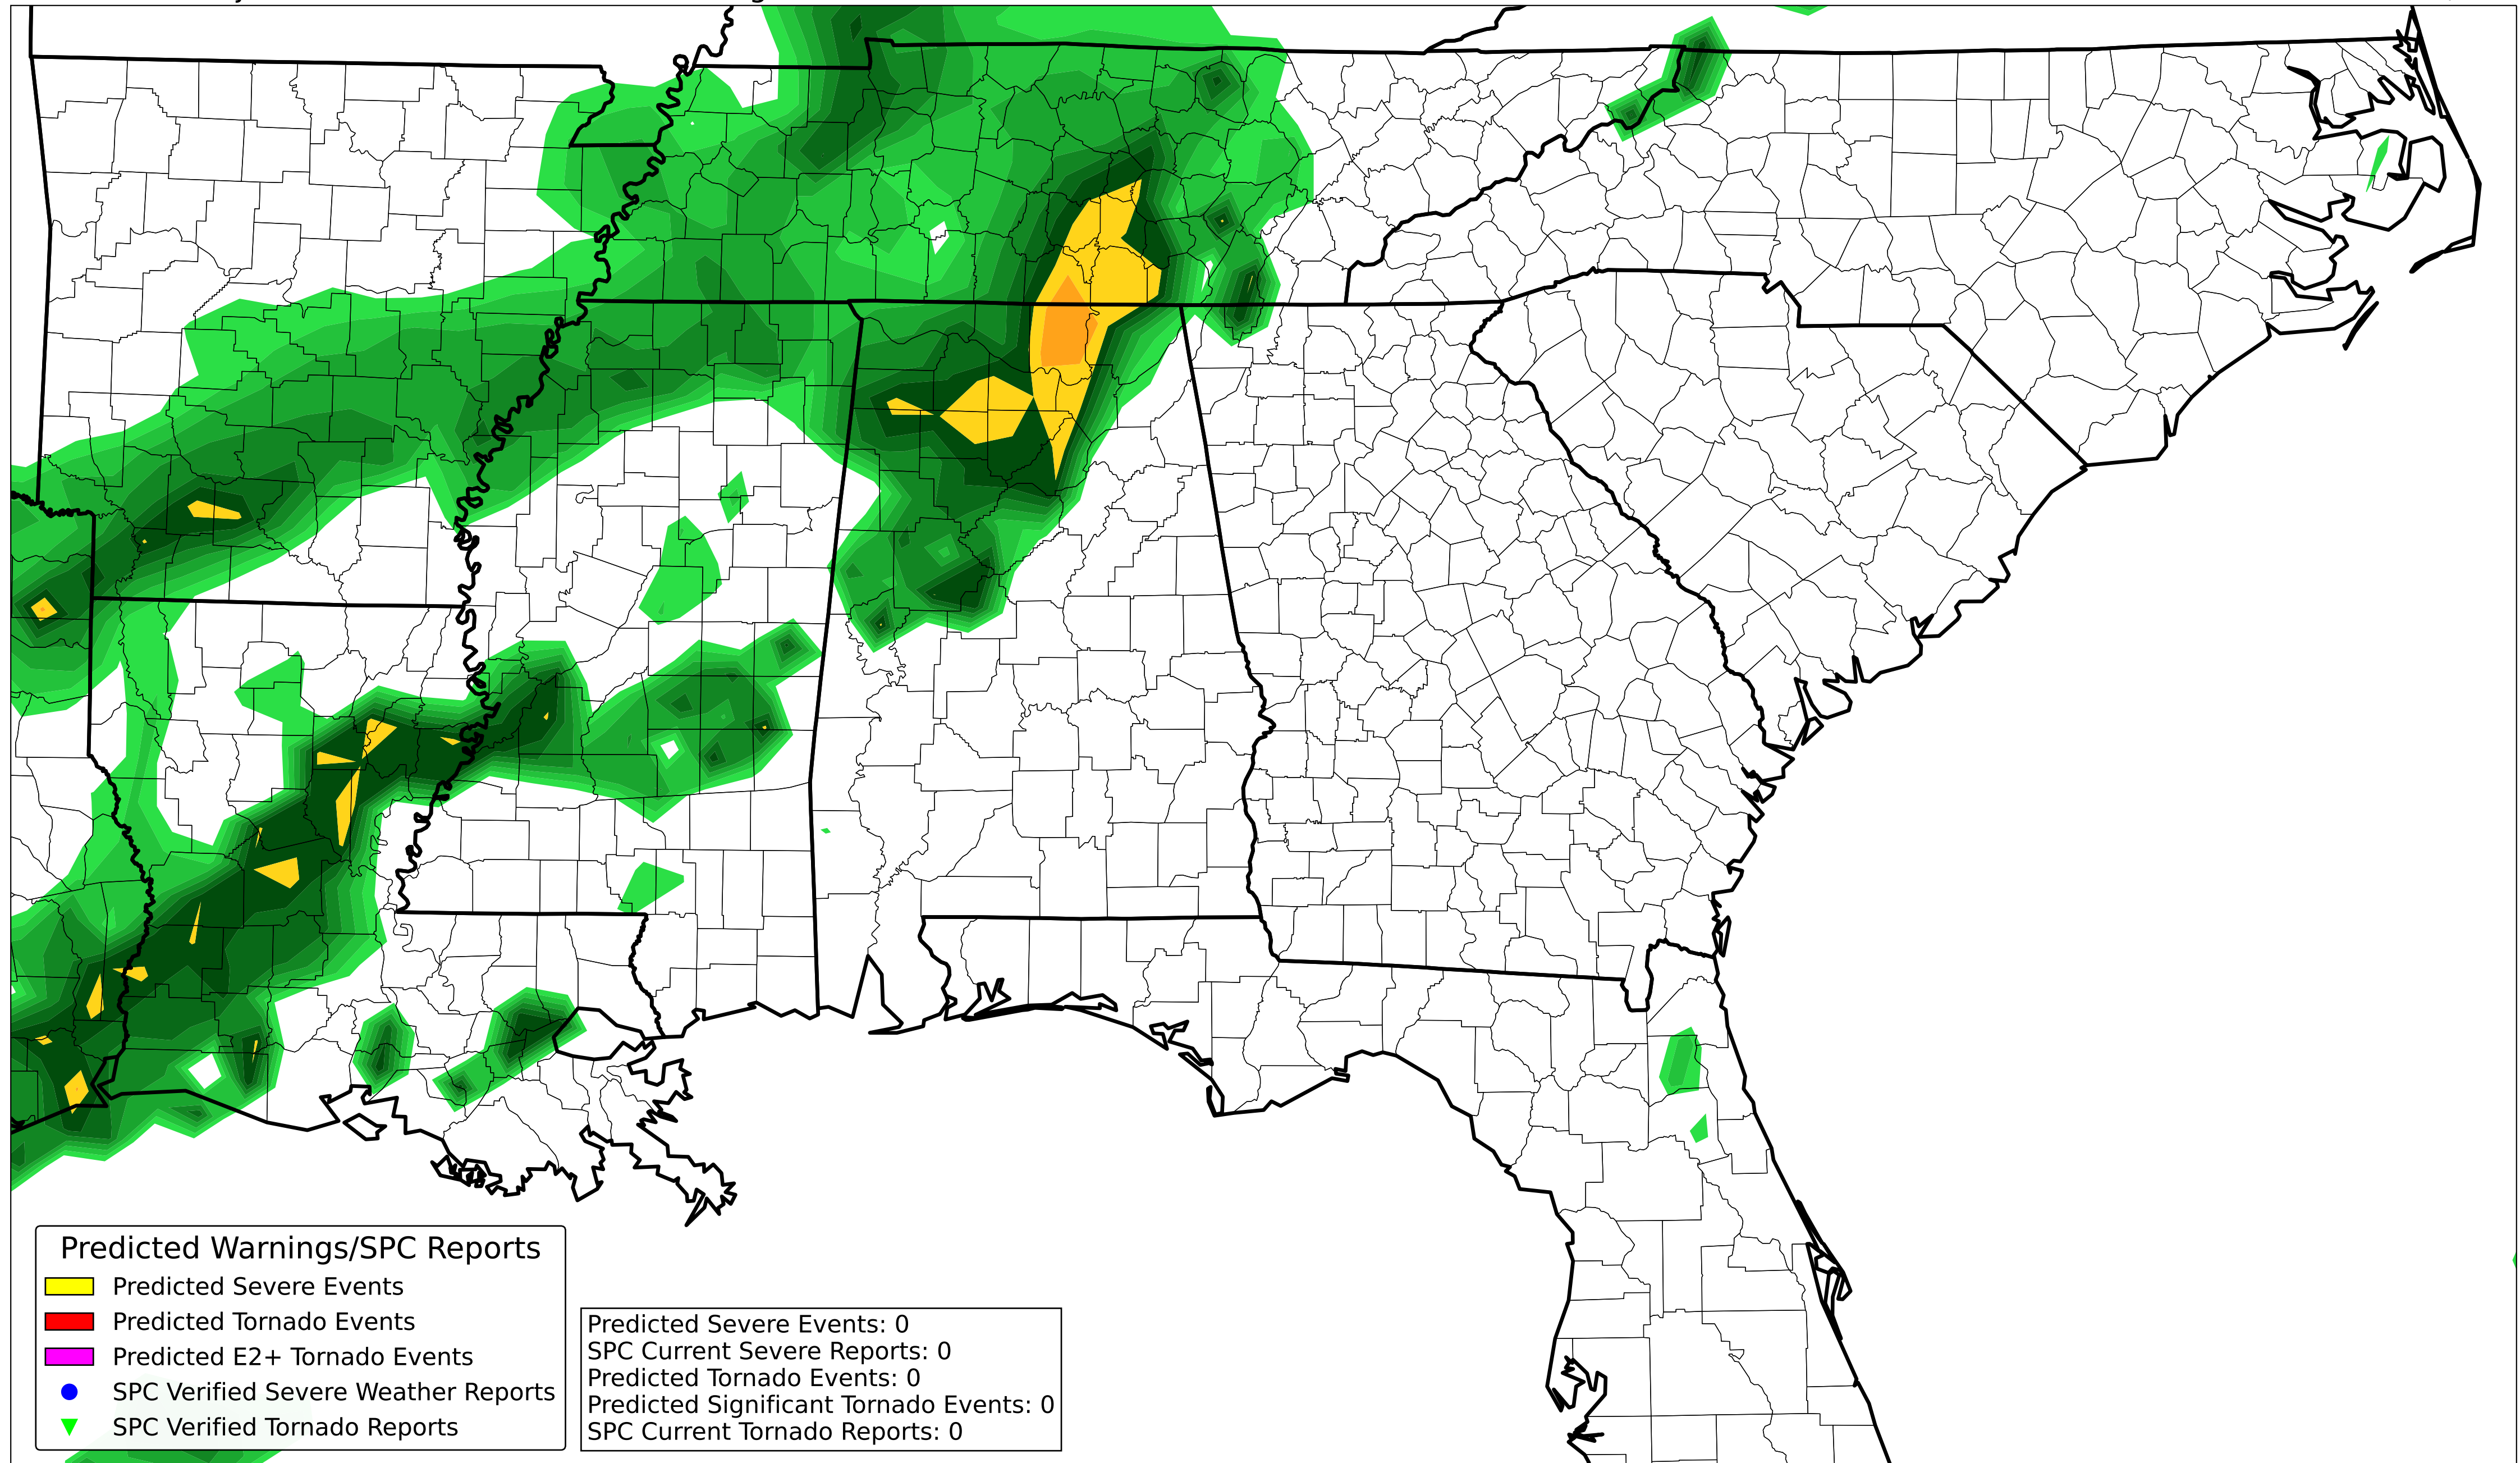 Predicted Warnings/SPC Reports
Predicted Severe Events
Predicted Tornado Events
Predicted E2+ Tornado Events
SPC Verified Severe Weather Reports
SPC Verified Tornado Reports
Predicted Severe Events: 0
SPC Current Severe Reports: 0
Predicted Tornado Events: 0
Predicted Significant Tornado Events: 0
SPC Current Tornado Reports: 0